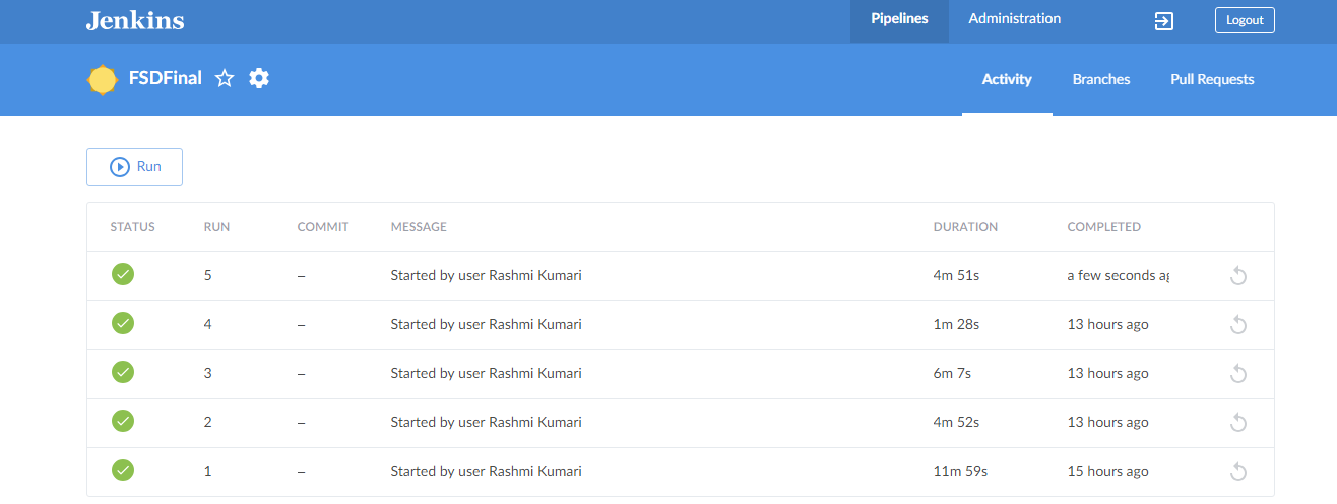 Jenkins Pipelines Administration Logout
FSDFinal Activity Branches Pull Requests
Run
STATUS RUN COMMIT MESSAGE DURATION COMPLETED
5 – Started by user Rashmi Kumari 4m 51s a few seconds
4 – Started by user Rashmi Kumari 1m 28s 13 hours ago
3 – Started by user Rashmi Kumari 6m 7s 13 hours ago
2 – Started by user Rashmi Kumari 4m 52s 13 hours ago
1 – Started by user Rashmi Kumari 11m 59s 15 hours ago